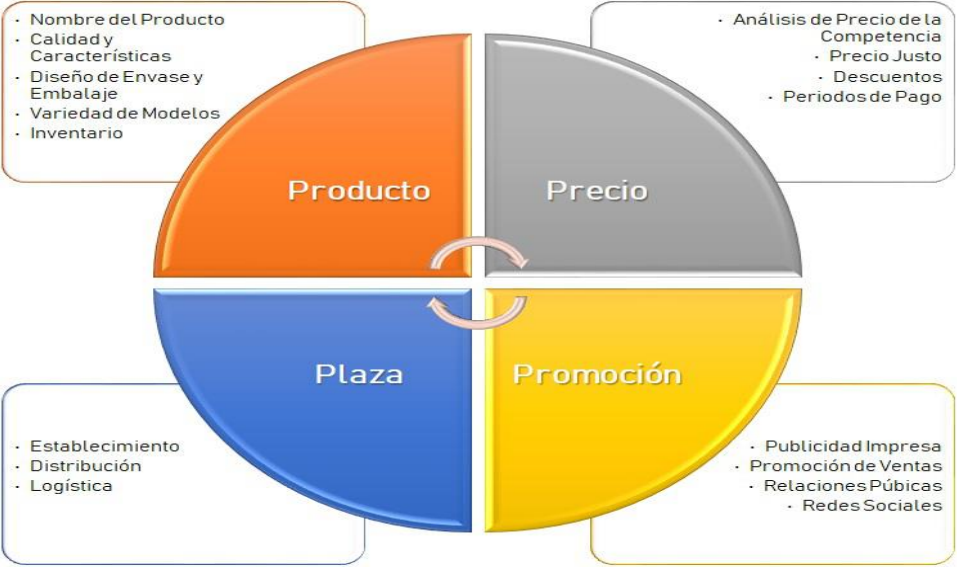 · Nombre del Producto
· Calidad y
Características
· Diseño de Envase y
Embalaje
· Variedad de Modelos
· Inventario
· Análisis de Precio de la
Competencia
· Precio Justo
· Descuentos
· Periodos de Pago
Producto
Precio
Plaza
Promoción
· Establecimiento
· Distribución
· Logística
· Publicidad Impresa
· Promoción de Ventas
· Relaciones Púbicas
· Redes Sociales